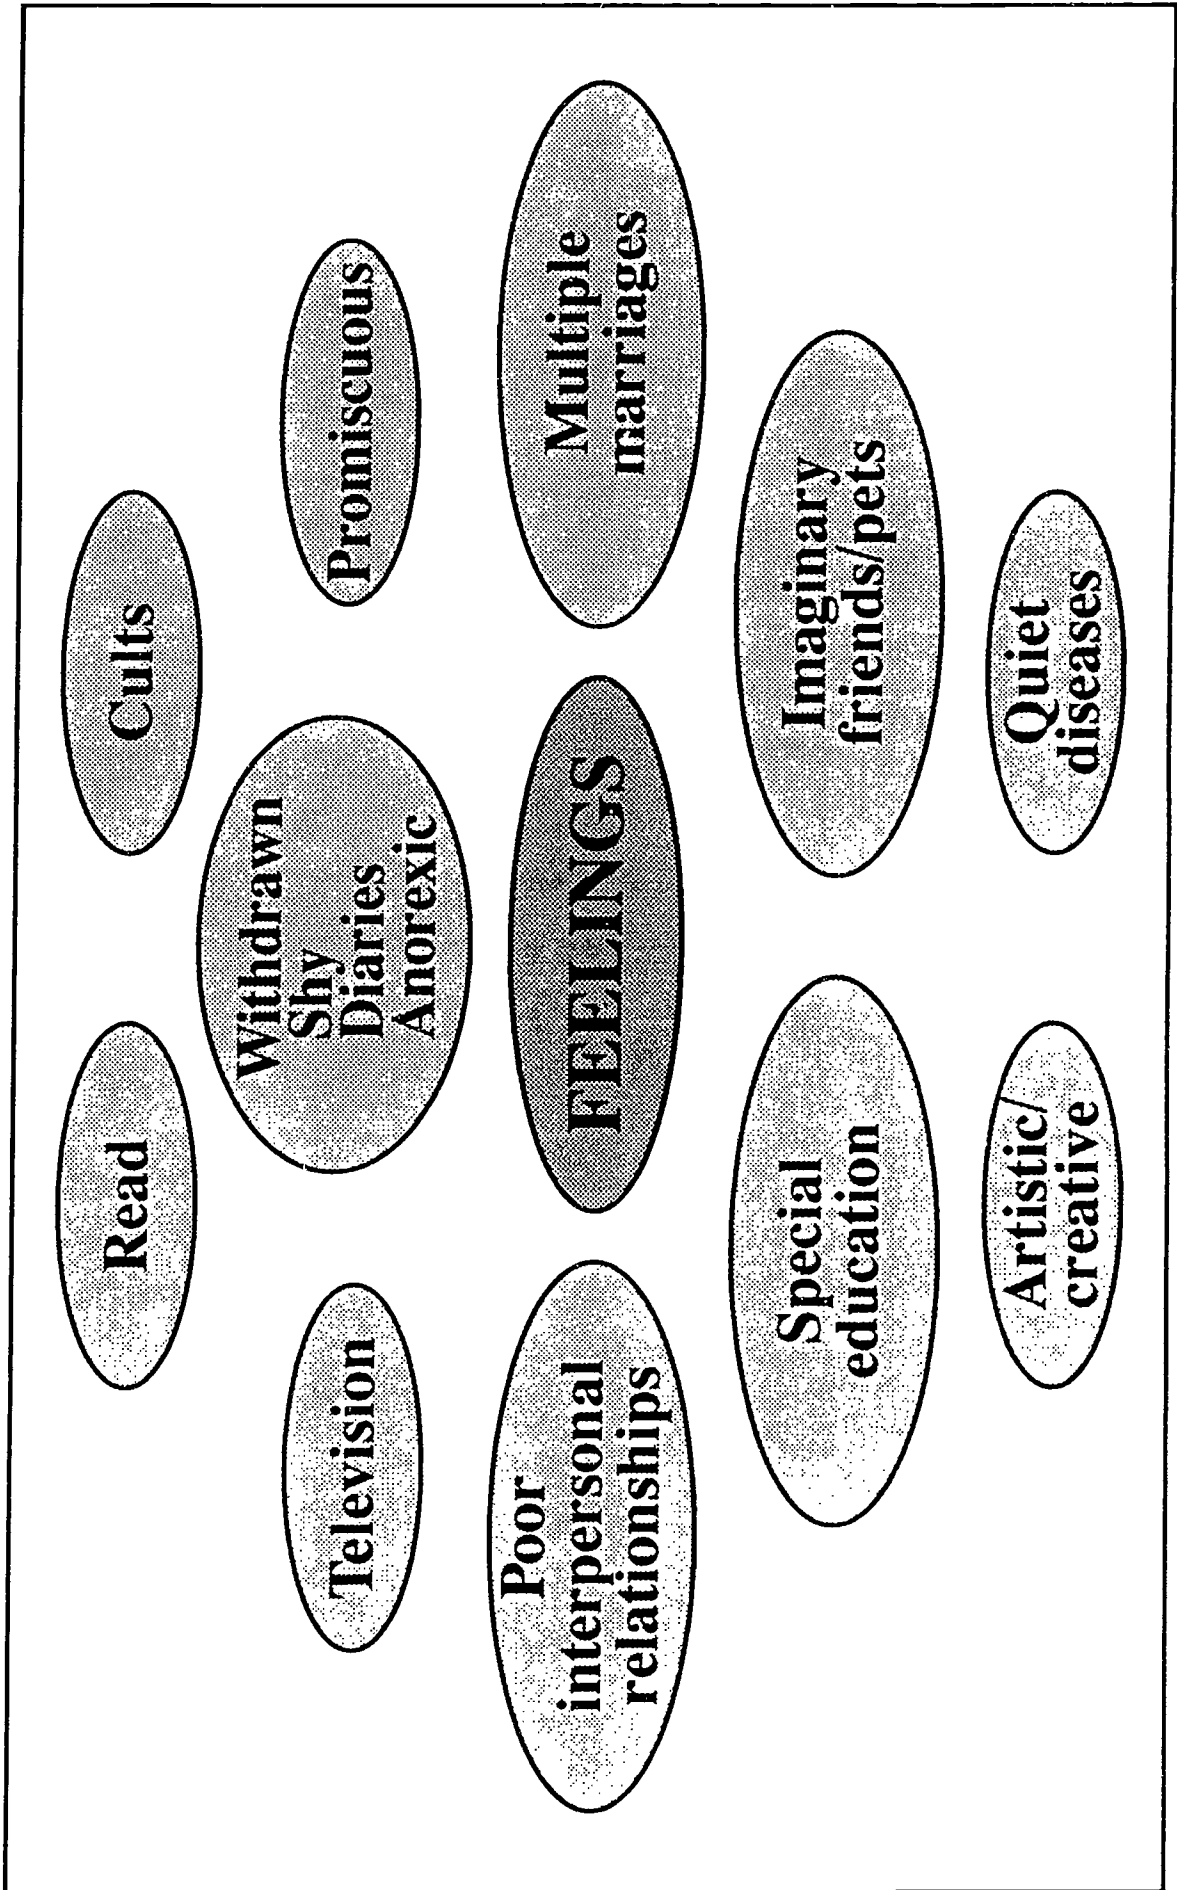 Read
Cults
Television
Withdrawn
Shy
Diaries
Anorexic
Promiscuous
Poor
interpersonal
relationships
FEELINGS
Multiple
marriages
Special
education
Imaginary
friends/pets
Artistic/
creative
Quiet
diseases